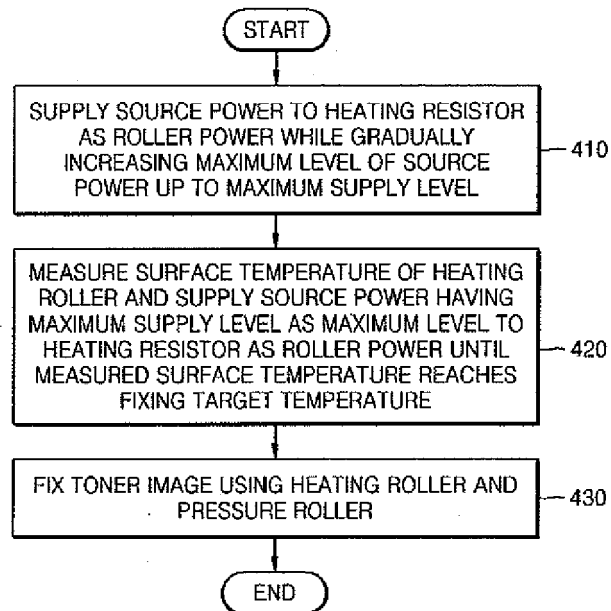 START
SUPPLY SOURCE POWER TO HEATING RESISTOR
AS ROLLER POWER WHILE GRADUALLY
INCREASING MAXIMUM LEVEL OF SOURCE
POWER UP TO MAXIMUM SUPPLY LEVEL
410
MEASURE SURFACE TEMPERATURE OF HEATING
ROLLER AND SUPPLY SOURCE POWER HAVING
MAXIMUM SUPPLY LEVEL AS MAXIMUM LEVEL TO
HEATING RESISTOR AS ROLLER POWER UNTIL
MEASURED SURFACE TEMPERATURE REACHES
FIXING TARGET TEMPERATURE
420
FIX TONER IMAGE USING HEATING ROLLER AND
PRESSURE ROLLER
430
END